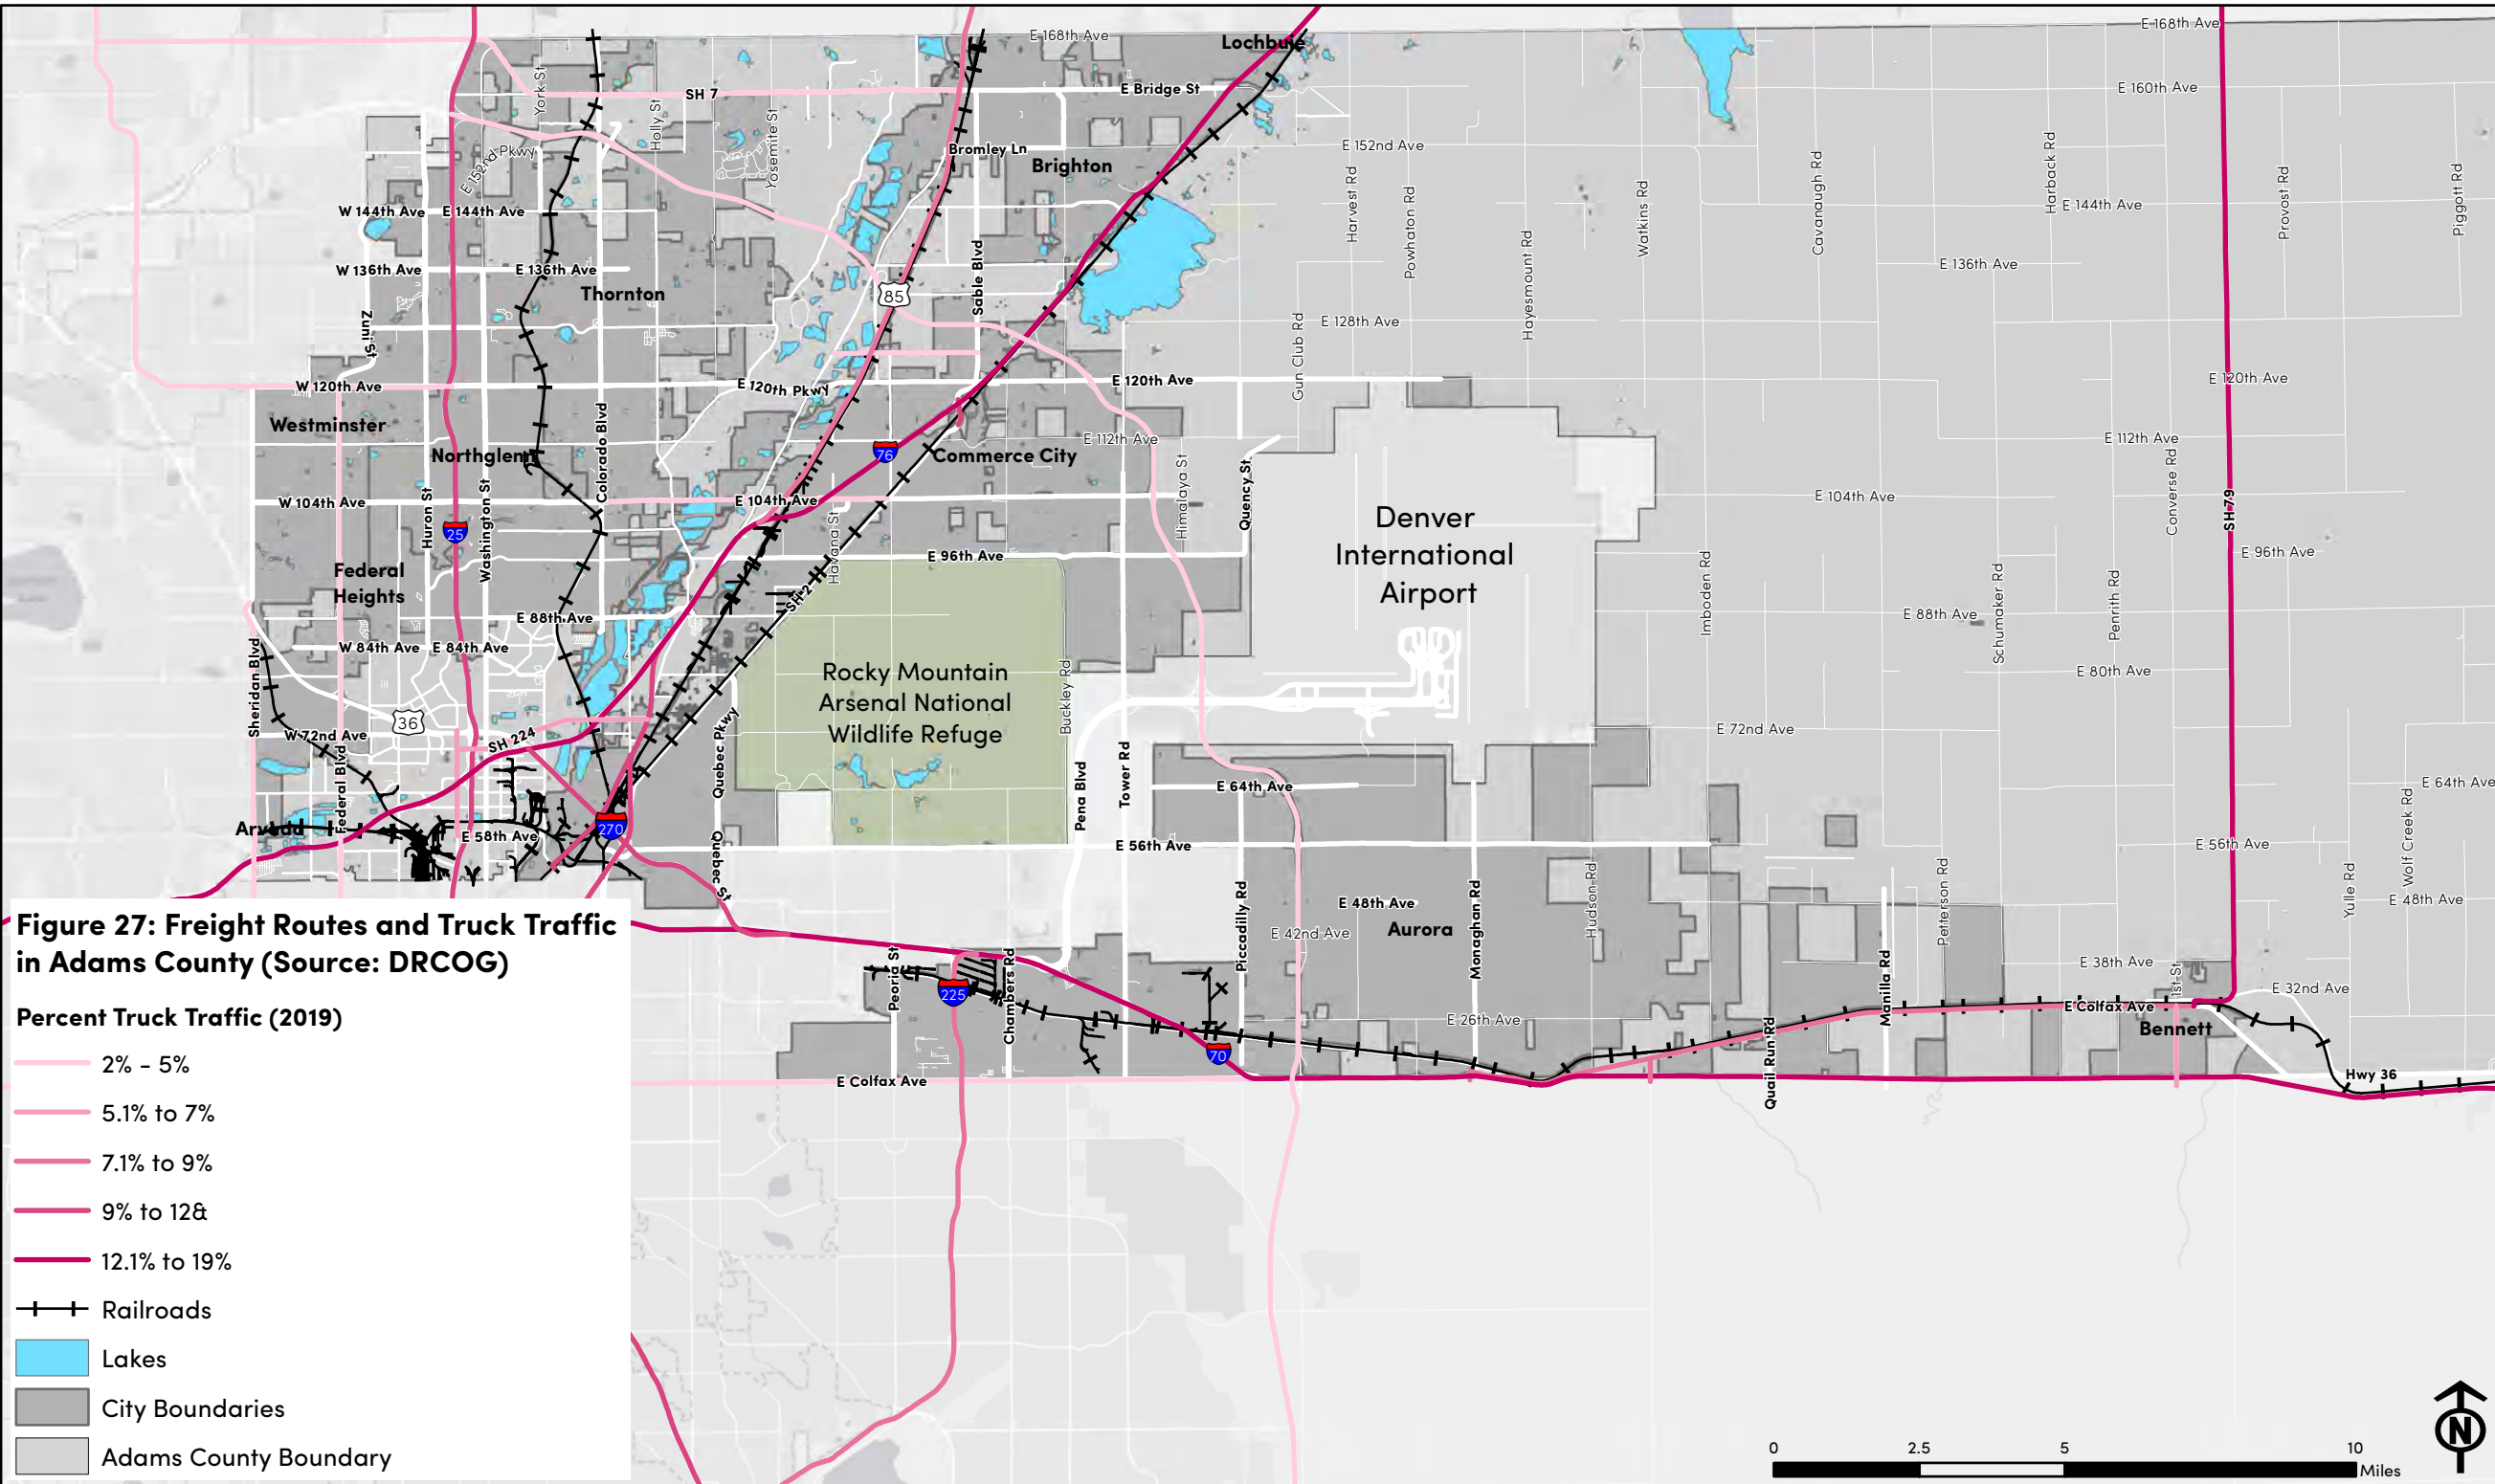 E 168th Ave
Lochbuie
E 168th Ave
York St
SH 7
Holly St
Yosemite St
E Bridge St
E 160th Ave
E 152nd Pkwy
Bromley Ln
Brighton
E 152nd Ave
Harvest Rd
Powhaton Rd
Watkins Rd
Cavanaugh Rd
Harback Rd
Provost Rd
Piggott Rd
W 144th Ave
E 144th Ave
E 144th Ave
W 136th Ave
E 136th Ave
Thornton
Sable Blvd
Hayesmount Rd
E 136th Ave
85
Zuni St
Gun Club Rd
E 128th Ave
W 120th Ave
E 120th Pkwy
E 120th Ave
E 120th Ave
Westminster
Colorado Blvd
E 112th Ave
E 112th Ave
Northglenn
76
Commerce City
W 104th Ave
Huron St
Washington St
E 104th Ave
Havana St
Himalaya St
Quency St
E 104th Ave
Converse Rd
SH 79
25
Denver
International
Airport
E 96th Ave
E 96th Ave
Federal
Heights
SH 2
Imboden Rd
Schumaker Rd
Penrith Rd
E 88th Ave
E 88th Ave
W 84th Ave
E 84th Ave
Sheridan Blvd
Rocky Mountain
Arsenal National
Wildlife Refuge
Buckley Rd
E 80th Ave
36
W 72nd Ave
SH 224
Quebec Pkwy
E 72nd Ave
Federal Blvd
Pena Blvd
Tower Rd
E 64th Ave
E 64th Ave
Arvada
E 58th Ave
270
Quebec St
E 56th Ave
E 56th Ave
Wolf Creek Rd
Piccadilly Rd
E 48th Ave
Monaghan Rd
Hudson Rd
Petterson Rd
Yulle Rd
E 48th Ave
E 42nd Ave
Aurora
Peoria St
Chambers Rd
225
Manilla Rd
E 38th Ave
1st St
E 32nd Ave
E 26th Ave
E Colfax Ave
Bennett
70
Quail Run Rd
E Colfax Ave
Hwy 36
Figure 27: Freight Routes and Truck Traffic
in Adams County (Source: DRCOG)
Percent Truck Traffic (2019)
2% - 5%
5.1% to 7%
7.1% to 9%
9% to 12&
12.1% to 19%
Railroads
Lakes
City Boundaries
Adams County Boundary
0 2.5 5 10
Miles
N